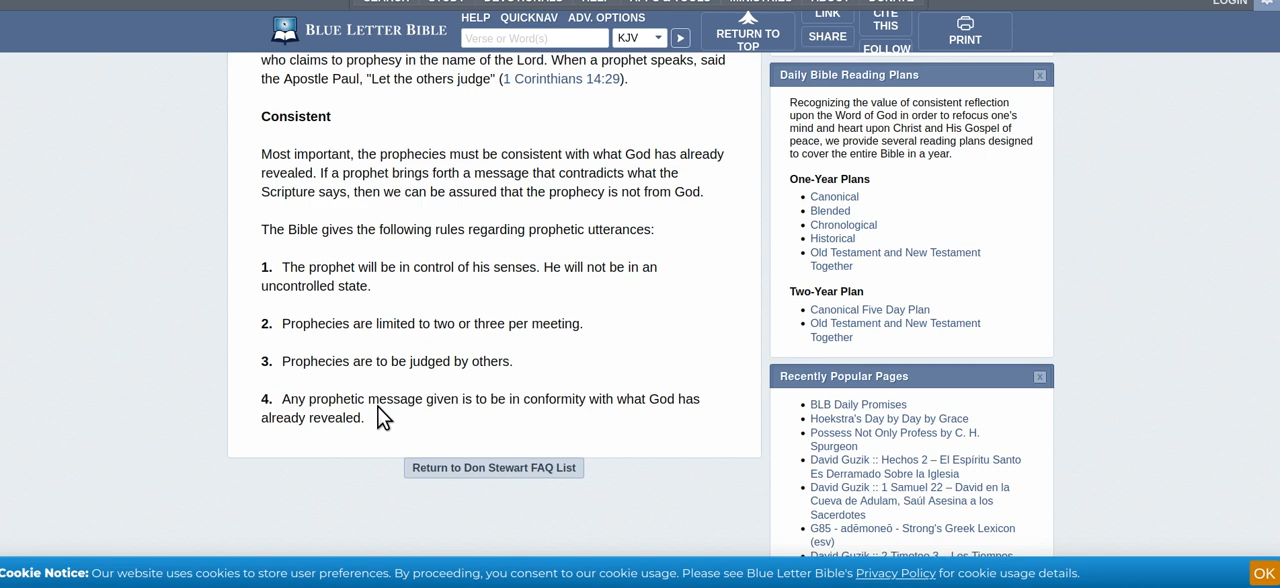 LOGIN
BLUE LETTER BIBLE
HELP QUICKNAV ADV. OPTIONS
Verse or Word(s)
KJV
RETURN TO
TOP
LINK
SHARE
CITE
THIS
FOLLOW
PRINT
who claims to prophesy in the name of the Lord. When a prophet speaks, said
the Apostle Paul, "Let the others judge" (1 Corinthians 14:29).
Consistent
Most important, the prophecies must be consistent with what God has already
revealed. If a prophet brings forth a message that contradicts what the
Scripture says, then we can be assured that the prophecy is not from God.
The Bible gives the following rules regarding prophetic utterances:
1. The prophet will be in control of his senses. He will not be in an
uncontrolled state.
2. Prophecies are limited to two or three per meeting.
3. Prophecies are to be judged by others.
4. Any prophetic message given is to be in conformity with what God has
already revealed.
Return to Don Stewart FAQ List
Daily Bible Reading Plans
x
Recognizing the value of consistent reflection
upon the Word of God in order to refocus one's
mind and heart upon Christ and His Gospel of
peace, we provide several reading plans designed
to cover the entire Bible in a year.
One-Year Plans
• Canonical
• Blended
• Chronological
• Historical
• Old Testament and New Testament
Together
Two-Year Plan
• Canonical Five Day Plan
• Old Testament and New Testament
Together
Recently Popular Pages
x
• BLB Daily Promises
• Hoekstra's Day by Day by Grace
• Possess Not Only Profess by C. H.
Spurgeon
• David Guzik :: Hechos 2 – El Espíritu Santo
Es Derramado Sobre la Iglesia
• David Guzik :: 1 Samuel 22 – David en la
Cueva de Adulam, Saúl Asesina a los
Sacerdotes
• G85 - adēmoneō - Strong's Greek Lexicon
(esv)
• David Guzik :: 2 Timoteo 3 – Los Tiempos
Cookie Notice: Our website uses cookies to store user preferences. By proceeding, you consent to our cookie usage. Please see Blue Letter Bible's Privacy Policy for cookie usage details.
OK